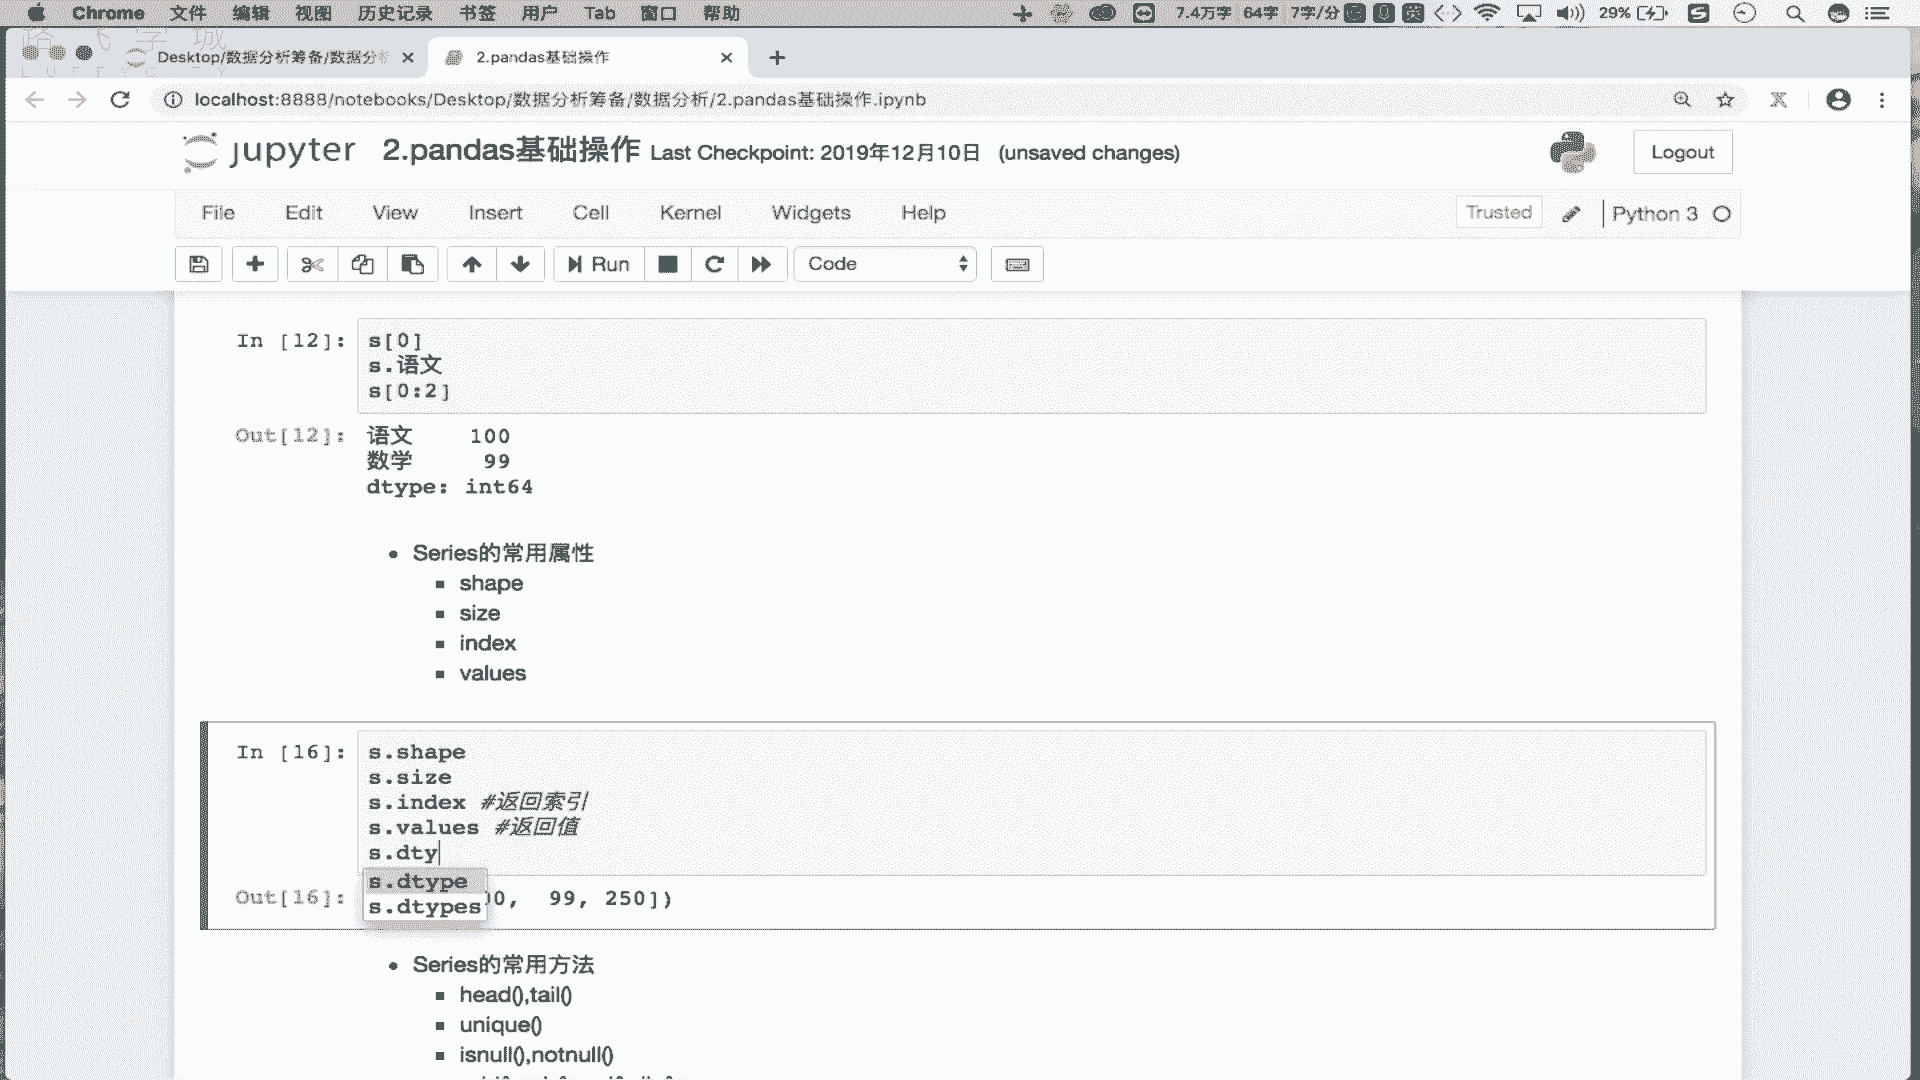 Chrome 文件 编辑 视图 历史记录 书签 用户 Tab 窗口 帮助 7.4万字 64字 7字/分 英 29%
Desktop/数据分析筹备/数据分析 2.pandas基础操作
localhost:8888/notebooks/Desktop/数据分析筹备/数据分析/2.pandas基础操作.ipynb
jupyter 2.pandas基础操作 Last Checkpoint: 2019年12月10日 (unsaved changes) Logout
File Edit View Insert Cell Kernel Widgets Help Trusted Python 3
Run Code
In [12]: s[0]
s.语文
s[0:2]
Out[12]: 语文 100
数学 99
dtype: int64
Series的常用属性
shape
size
index
values
In [16]: s.shape
s.size
s.index #返回索引
s.values #返回值
s.dty
s.dtype
Out[16]: 00, 99, 250])
s.dtypes
Series的常用方法
head(),tail()
unique()
isnull(),notnull()